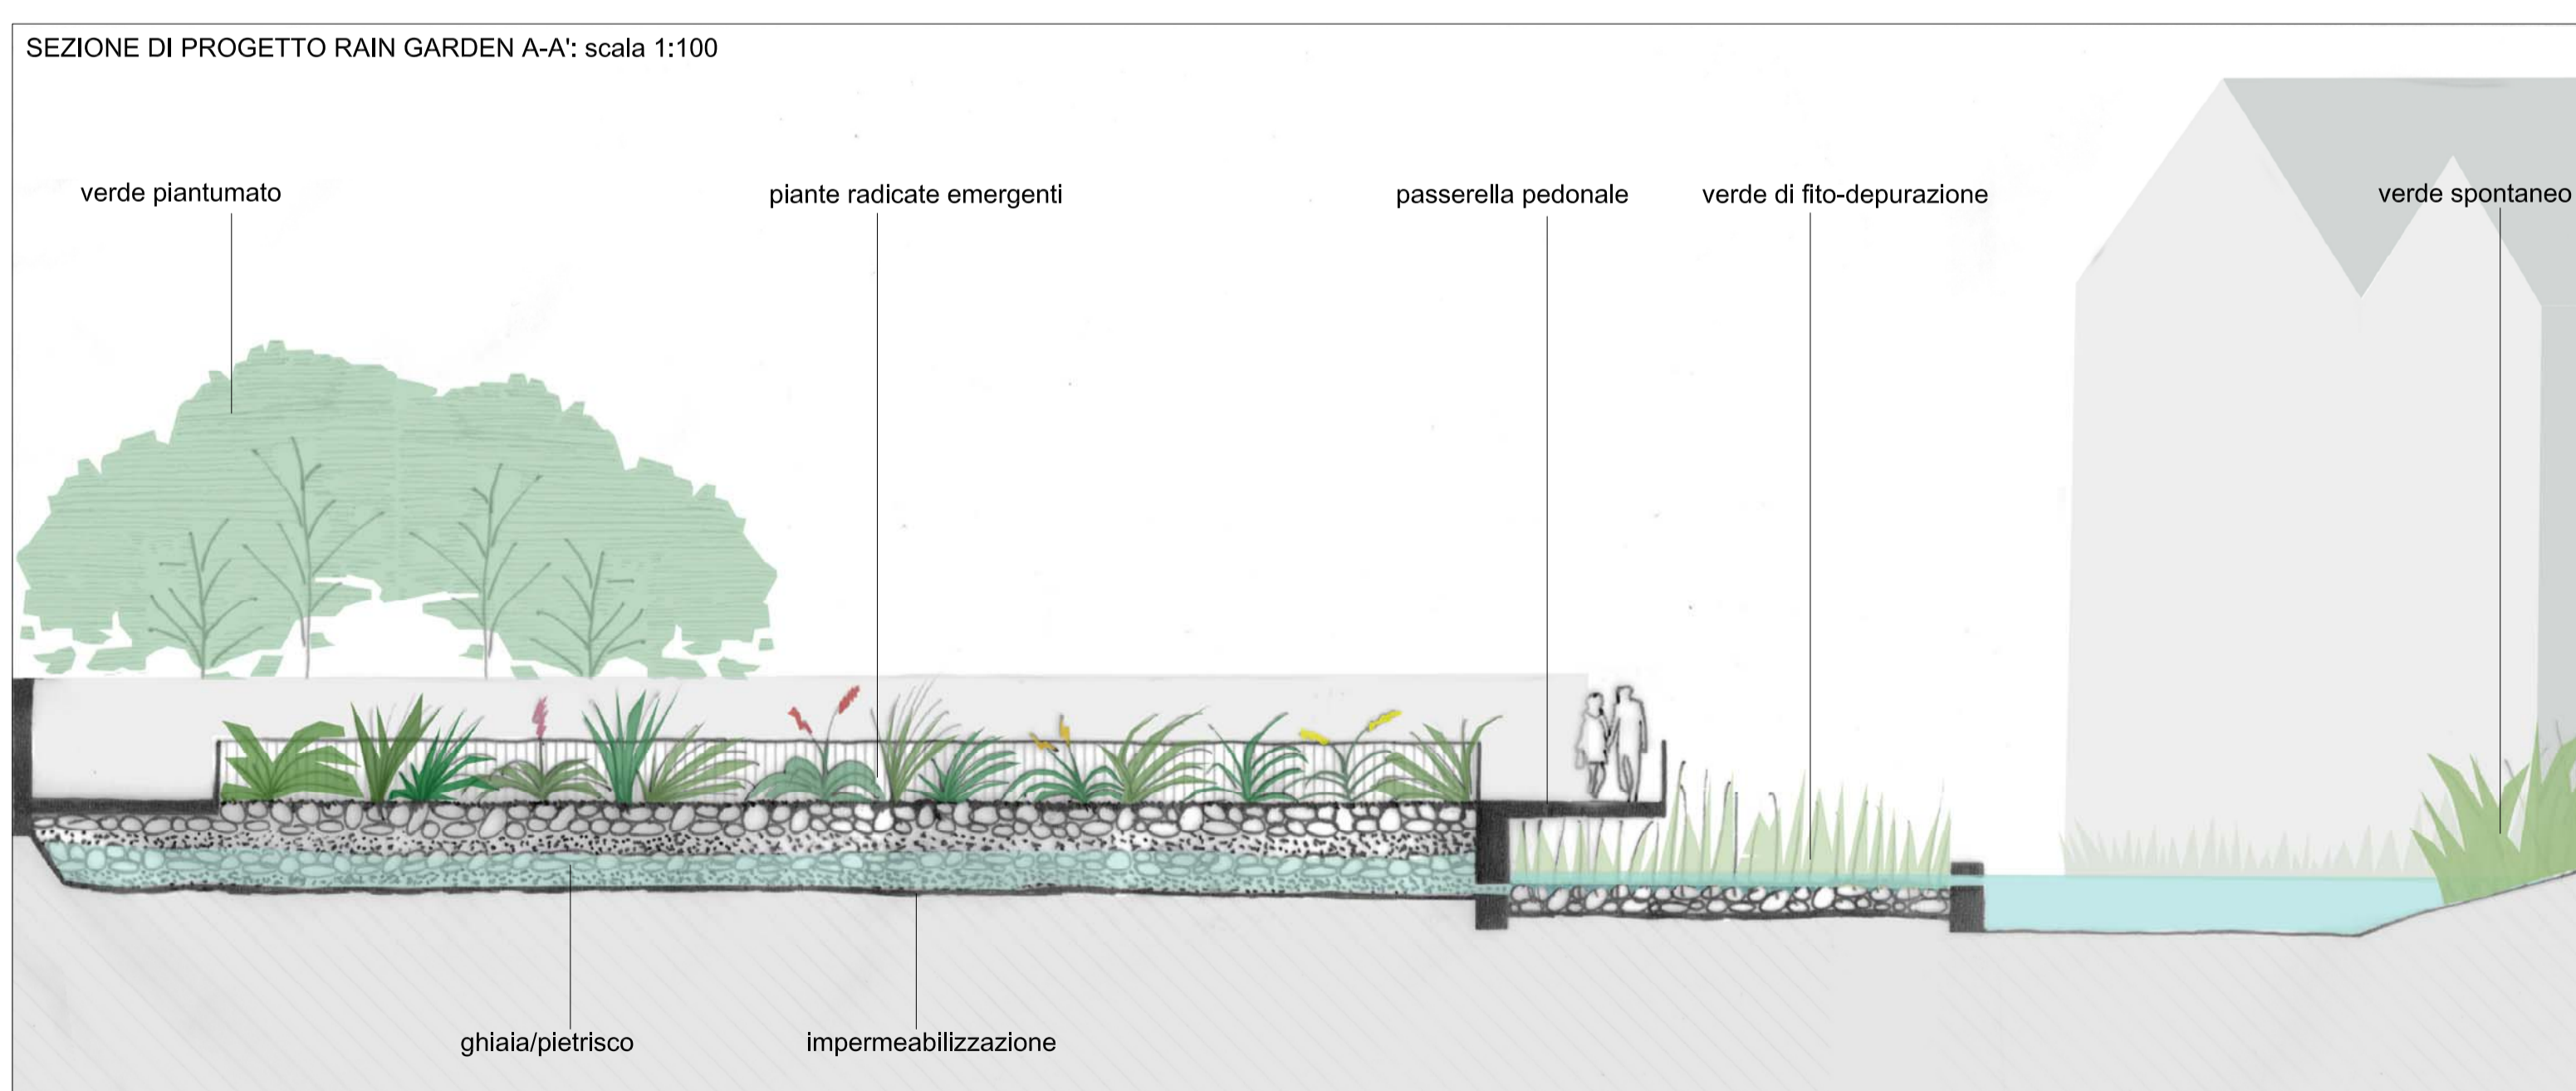 SEZIONE DI PROGETTO RAIN GARDEN A-A': scala 1:100
verde piantumato
piante radicate emergenti
passerella pedonale
verde di fito-depurazione
verde spontaneo
ghiaia/pietrisco
impermeabilizzazione